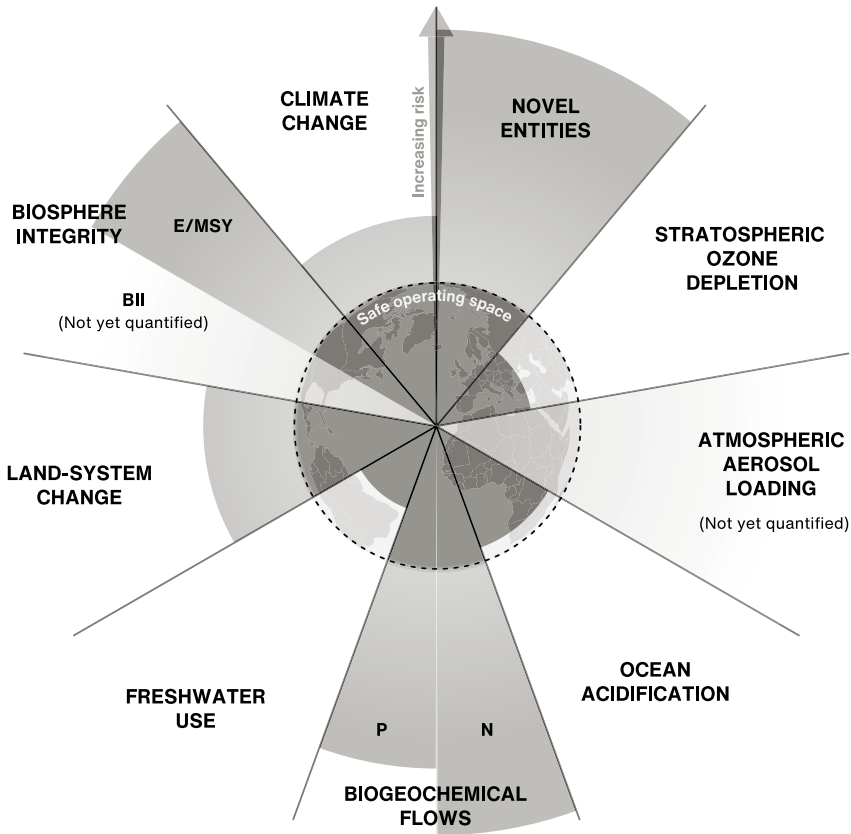 CLIMATE
CHANGE
Increasing risk
NOVEL
ENTITIES
BIOSPHERE
INTEGRITY
E/MSY
BII
(Not yet quantified)
STRATOSPHERIC
OZONE
DEPLETION
Safe operating space
LAND-SYSTEM
CHANGE
ATMOSPHERIC
AEROSOL
LOADING
(Not yet quantified)
FRESHWATER
USE
P
N
BIOGEOCHEMICAL
FLOWS
OCEAN
ACIDIFICATION